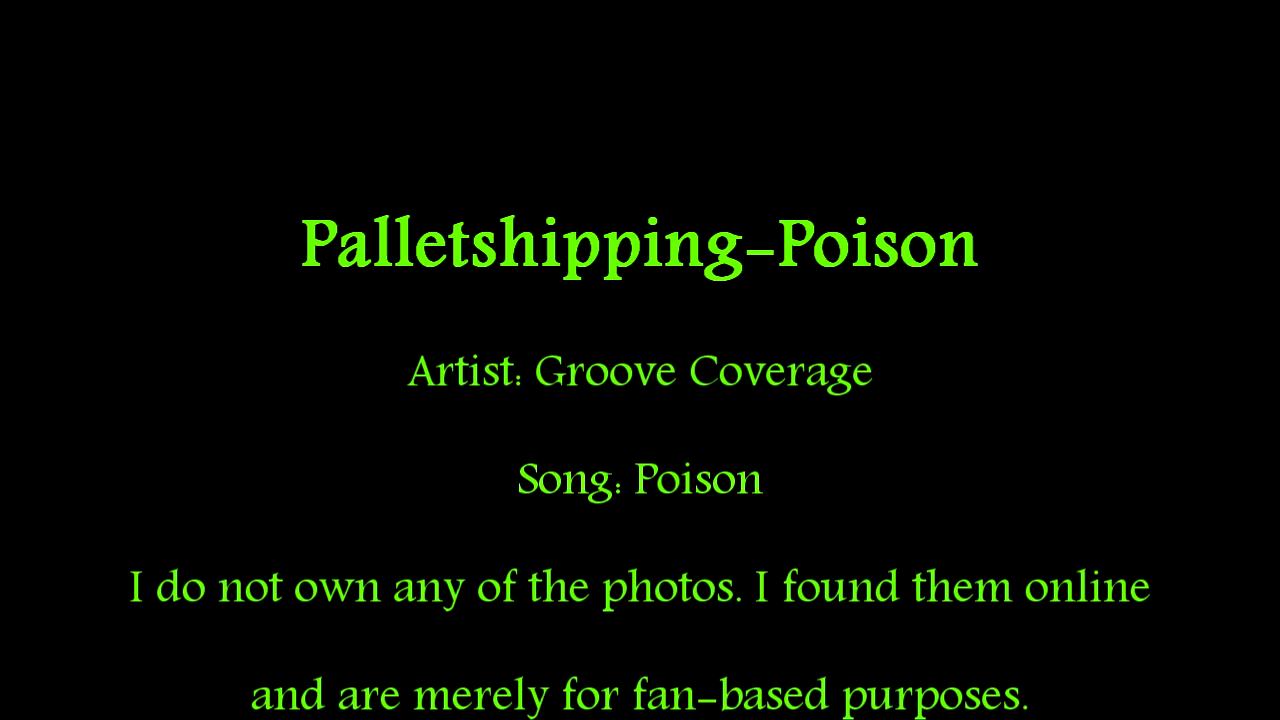 Palletshipping-Poison
Artist: Groove Coverage
Song: Poison
I do not own any of the photos. I found them online
and are merely for fan-based purposes.